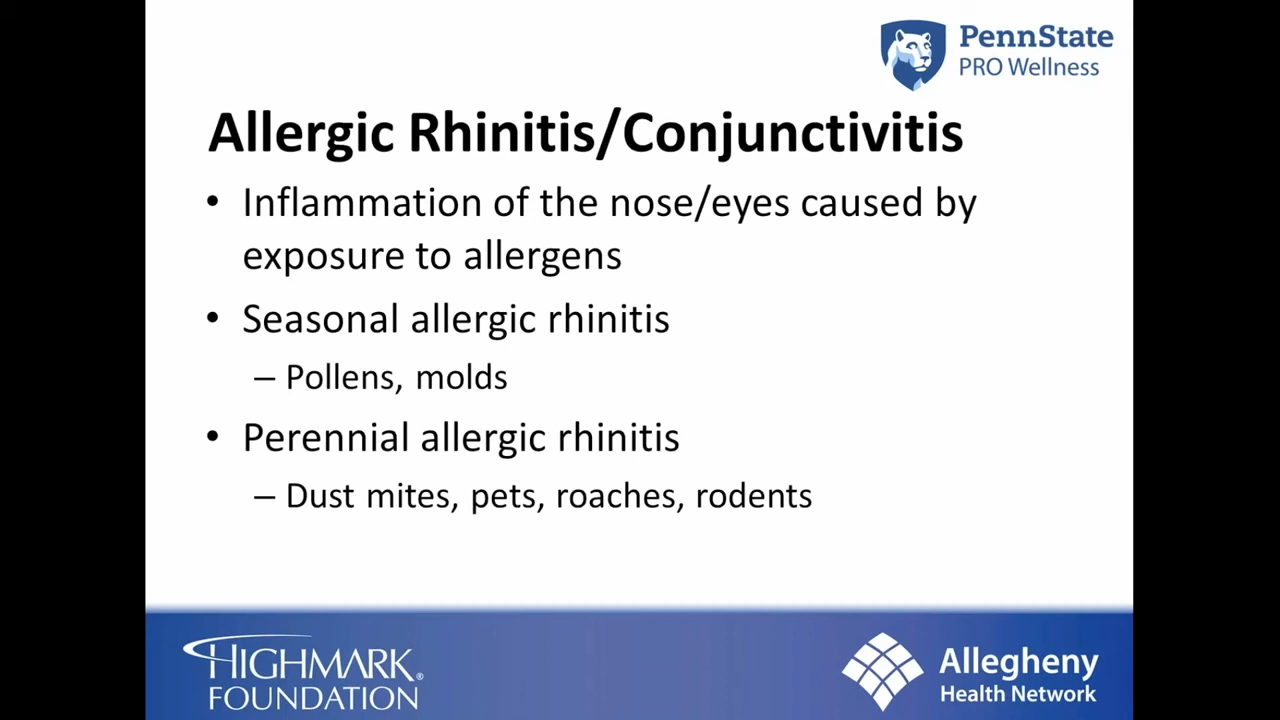 PennState
PRO Wellness
Allergic Rhinitis/Conjunctivitis
• Inflammation of the nose/eyes caused by
exposure to allergens
• Seasonal allergic rhinitis
– Pollens, molds
• Perennial allergic rhinitis
– Dust mites, pets, roaches, rodents
HIGHMARK®
FOUNDATION
Allegheny
Health Network